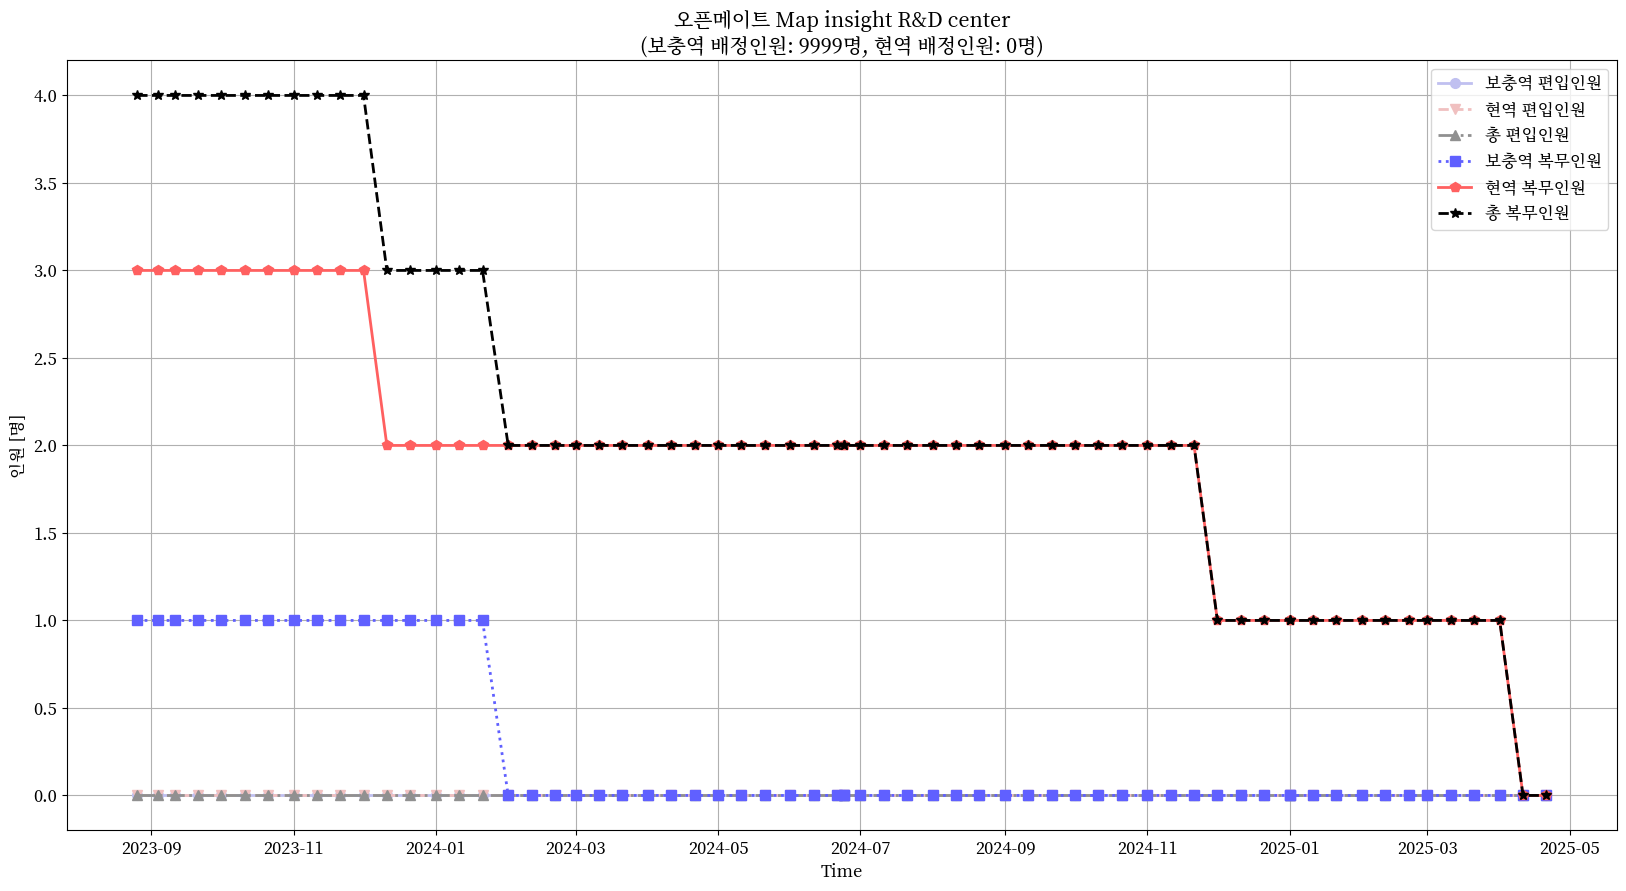 오픈메이트 Map insight R&D center
(보충역 배정인원: 9999명, 현역 배정인원: 0명)
보충역 편입인원
현역 편입인원
총 편입인원
보충역 복무인원
현역 복무인원
총 복무인원
인원 [명]
4.0
3.5
3.0
2.5
2.0
1.5
1.0
0.5
0.0
2023-09
2023-11
2024-01
2024-03
2024-05
2024-07
2024-09
2024-11
2025-01
2025-03
2025-05
Time